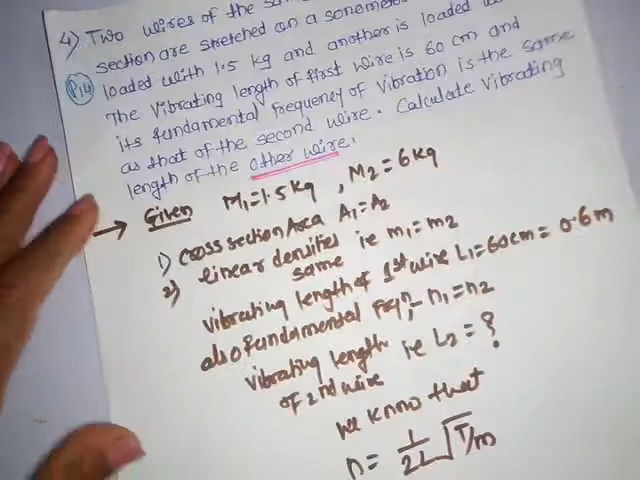 4) Two wires of the
section are stretched on a
loaded with 1.5 kg and another is loaded
P14
The vibrating length of first wire is 60 cm and
its fundamental frequency of vibration is the same
as that of the second wire. Calculate vibrating
length of the other wire.
→ Given M1=1.5kg , M2=6kg
1) cross section Area A1=A2
2) linear densities same ie m1=m2
vibrating length of 1st wire L1=60cm=0.6m
also fundamental freqn, n1=n2
vibrating length of 2nd wire ie L2=?
we know that
n= 1/2L √T/m